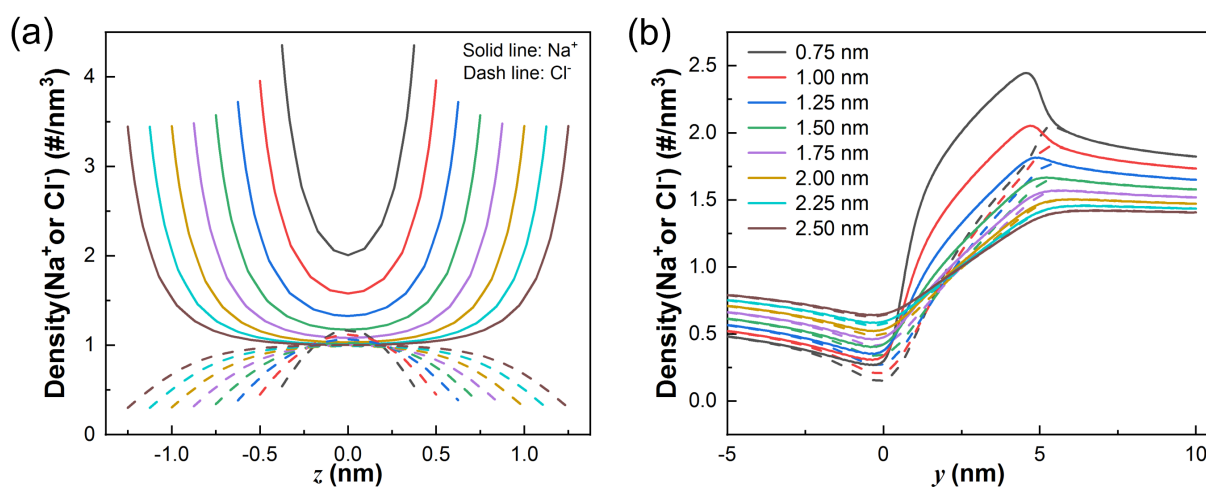 (a)
Density(Na⁺or Cl⁻) (#/nm³)
4
3
2
1
0
Solid line: Na⁺
Dash line: Cl⁻
-1.0
-0.5
0.0
0.5
1.0
z (nm)
(b)
Density(Na⁺or Cl⁻) (#/nm³)
2.5
2.0
1.5
1.0
0.5
0.0
0.75 nm
1.00 nm
1.25 nm
1.50 nm
1.75 nm
2.00 nm
2.25 nm
2.50 nm
-5
0
5
10
y (nm)